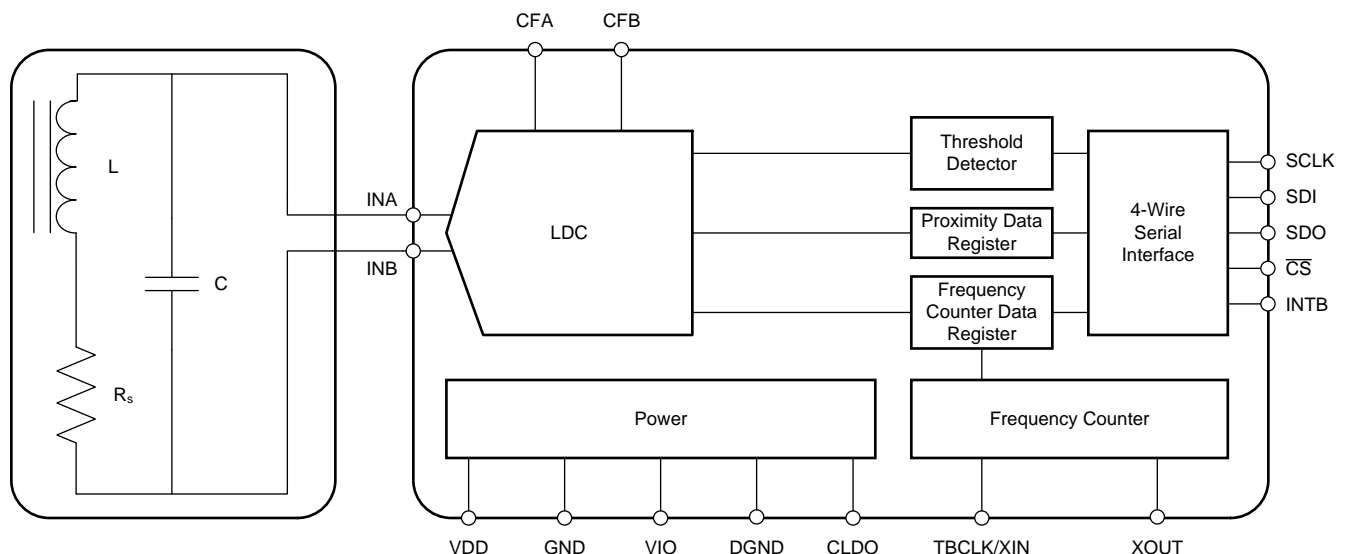 CFA
CFB
L
C
Rs
INA
INB
LDC
Threshold
Detector
Proximity Data
Register
Frequency
Counter Data
Register
4-Wire
Serial
Interface
SCLK
SDI
SDO
CS
INTB
Power
Frequency Counter
VDD
GND
VIO
DGND
CLDO
TBCLK/XIN
XOUT